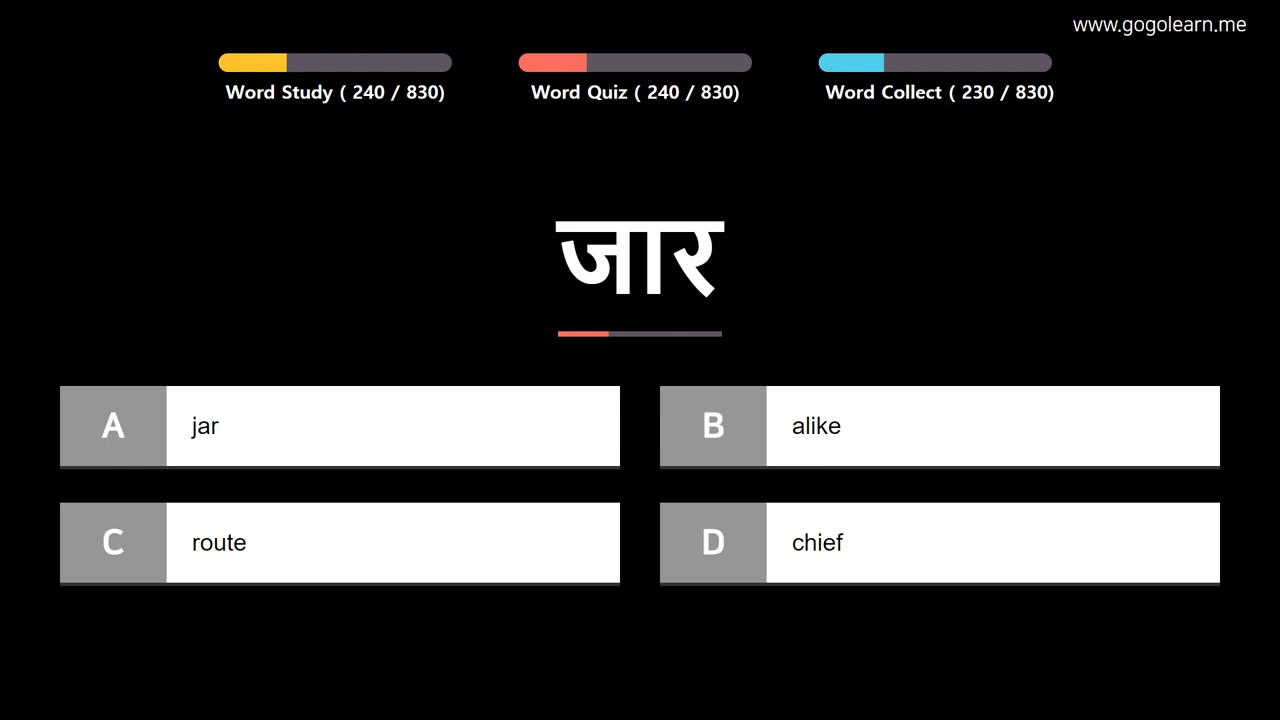 www.gogolearn.me
Word Study ( 240 / 830)
Word Quiz ( 240 / 830)
Word Collect ( 230 / 830)
जार
A jar
B alike
C route
D chief